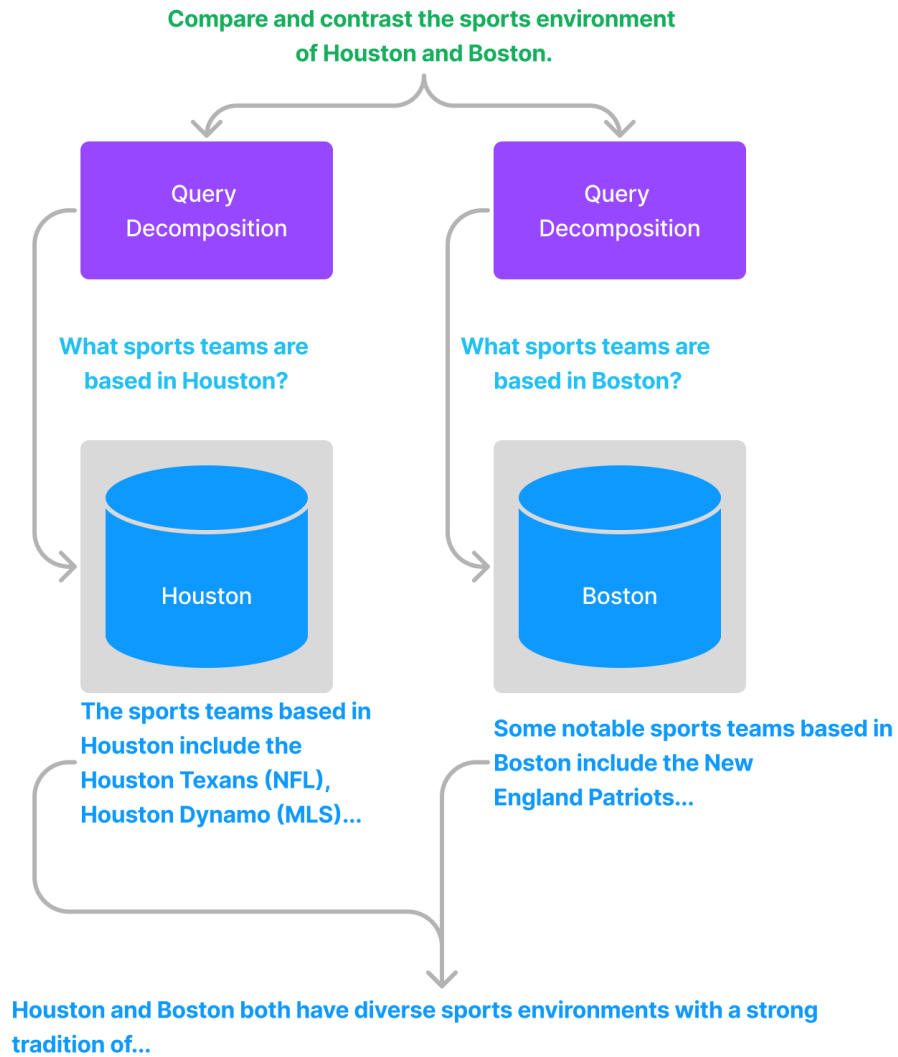 Compare and contrast the sports environment
of Houston and Boston.
Query
Decomposition
Query
Decomposition
What sports teams are
based in Houston?
What sports teams are
based in Boston?
Houston
Boston
The sports teams based in
Houston include the
Houston Texans (NFL),
Houston Dynamo (MLS)...
Some notable sports teams based in
Boston include the New
England Patriots...
Houston and Boston both have diverse sports environments with a strong
tradition of...